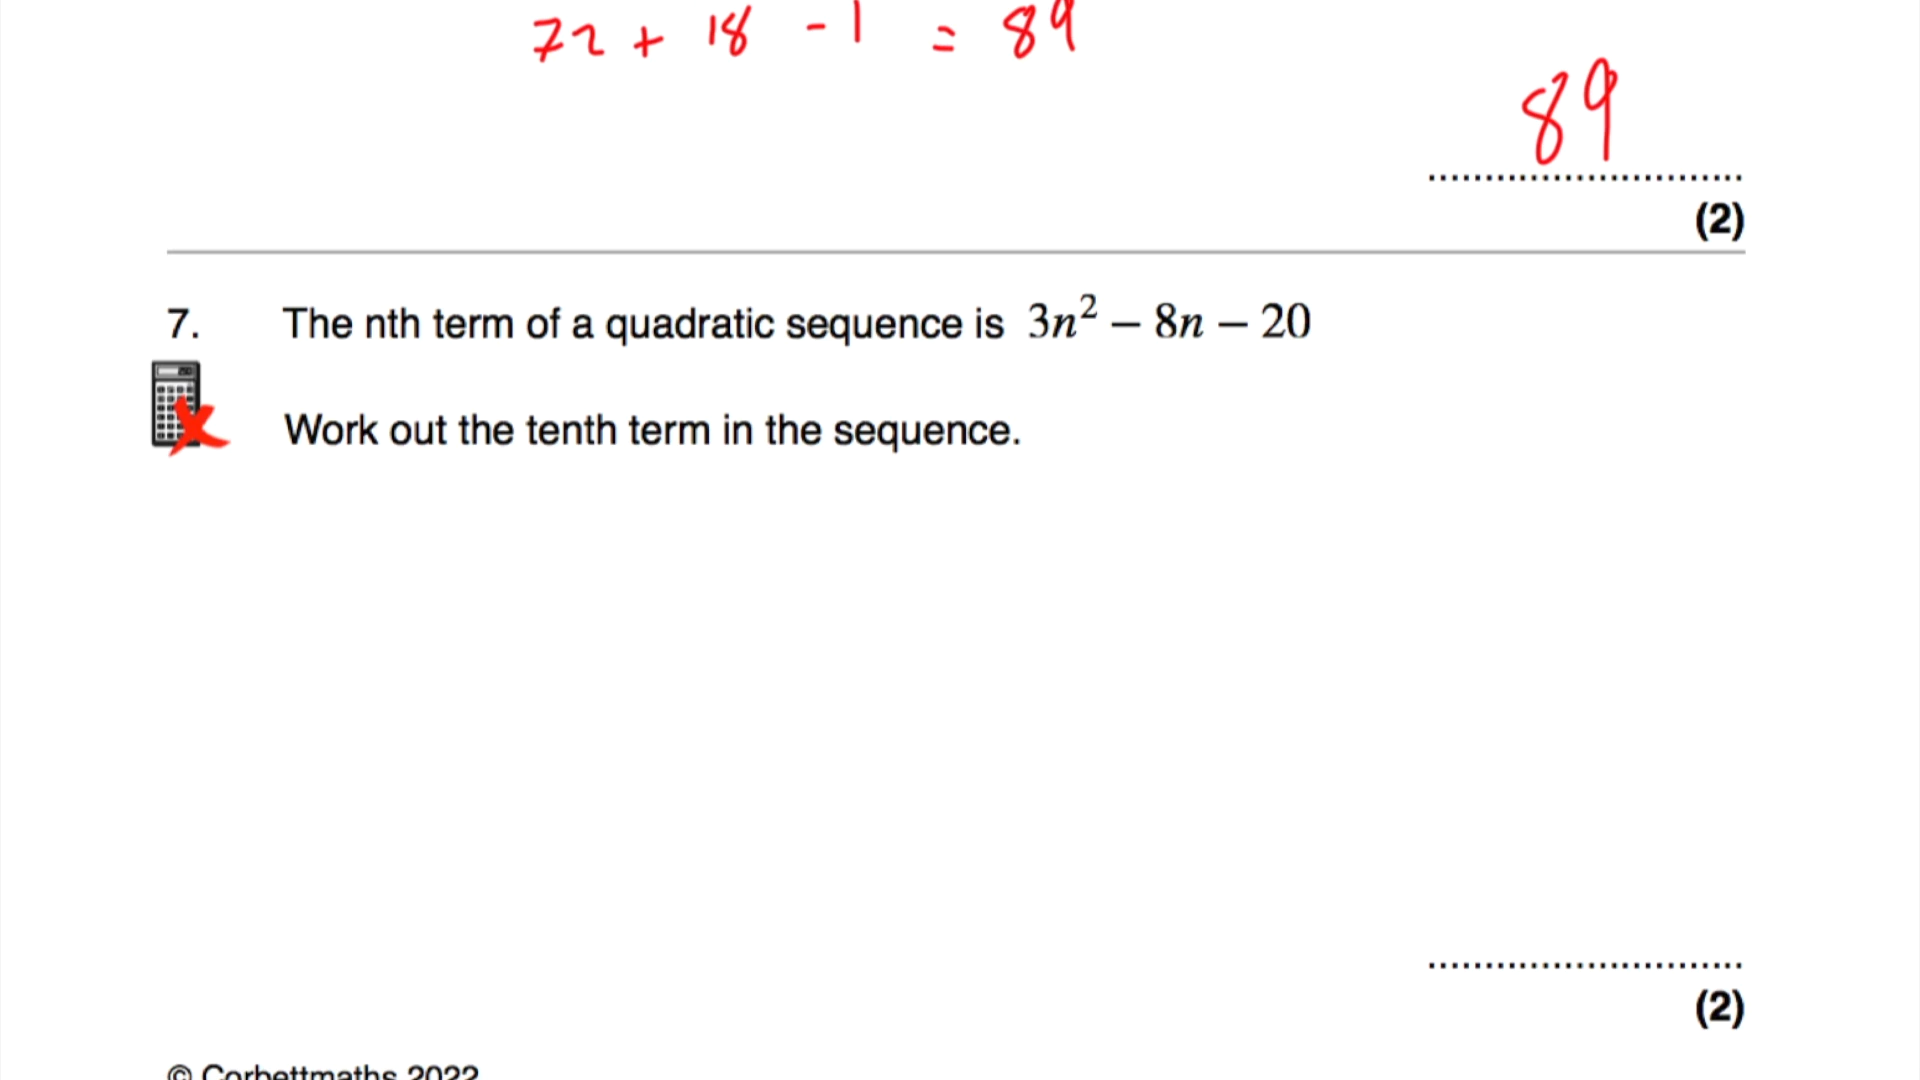 72 + 18 - 1 = 89
89
(2)
7. The nth term of a quadratic sequence is 3n² – 8n – 20
Work out the tenth term in the sequence.
(2)
© Corbettmaths 2022